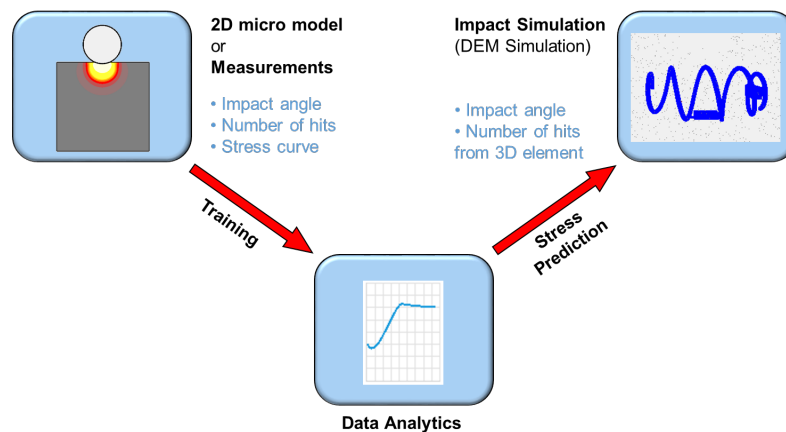 2D micro model
or
Measurements
• Impact angle
• Number of hits
• Stress curve
Impact Simulation
(DEM Simulation)
• Impact angle
• Number of hits
from 3D element
Training
Stress
Prediction
Data Analytics